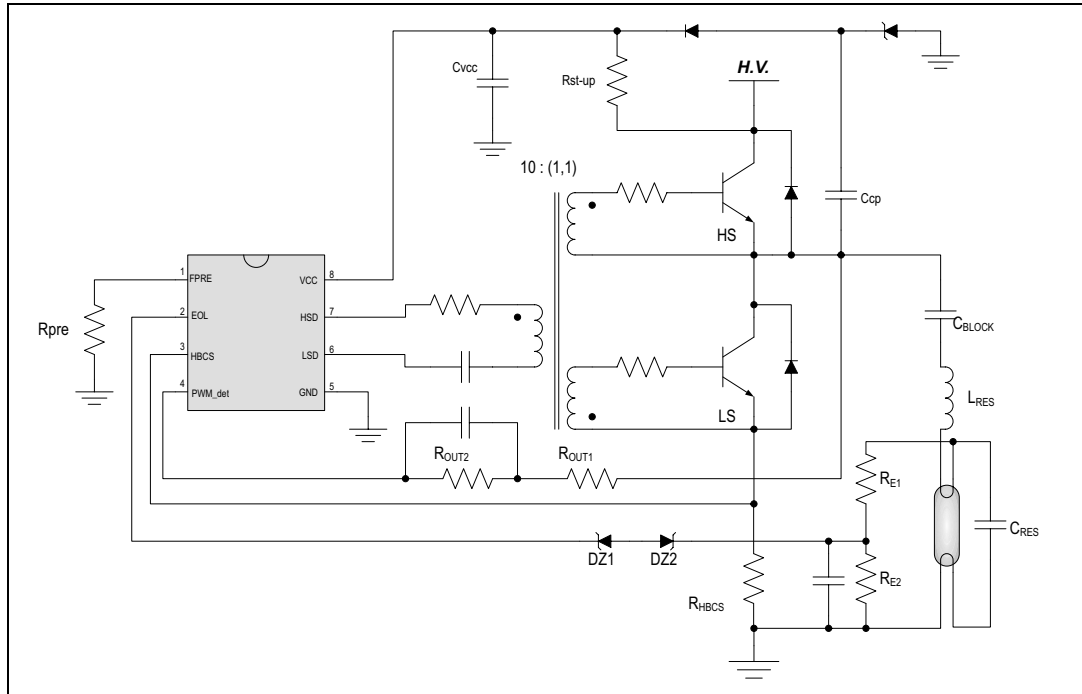 Cvcc
Rst-up
H.V.
10 : (1,1)
Ccp
HS
1 FPRE
VCC 8
2 EOL
HSD 7
3 HBCS
LSD 6
4 PWM_det
GND 5
Rpre
CBLOCK
LRES
LS
ROUT2
ROUT1
RE1
CRES
DZ1
DZ2
RE2
RHBCS